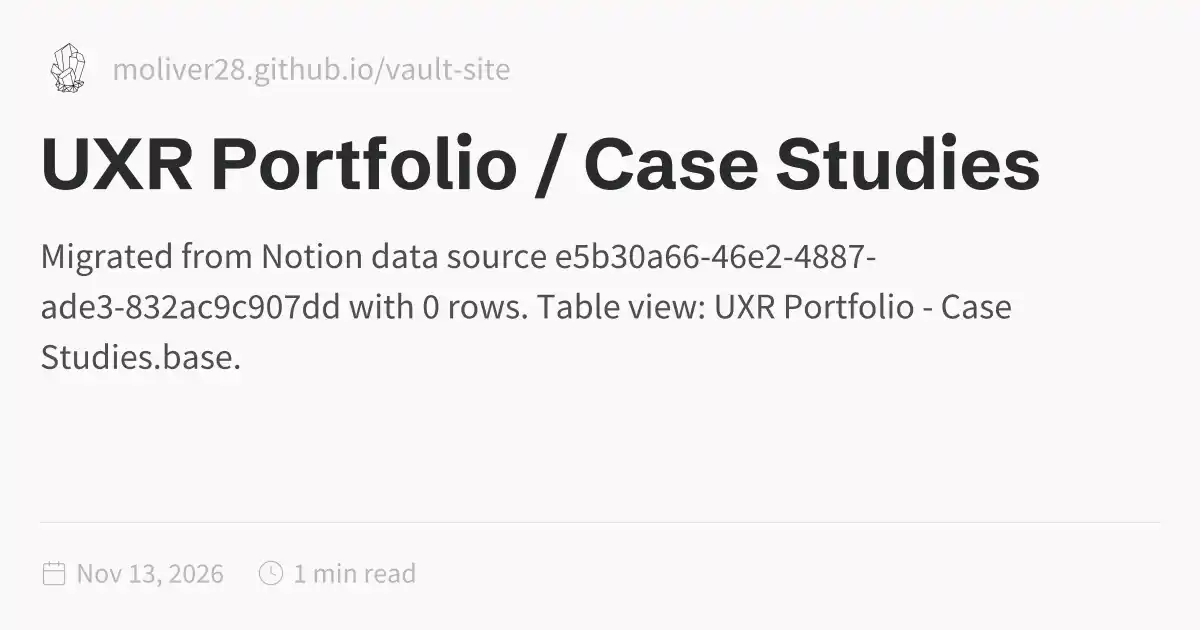 moliver28.github.io/vault-site
UXR Portfolio / Case Studies
Migrated from Notion data source e5b30a66-46e2-4887-
ade3-832ac9c907dd with 0 rows. Table view: UXR Portfolio - Case
Studies.base.
Nov 13, 2026 1 min read